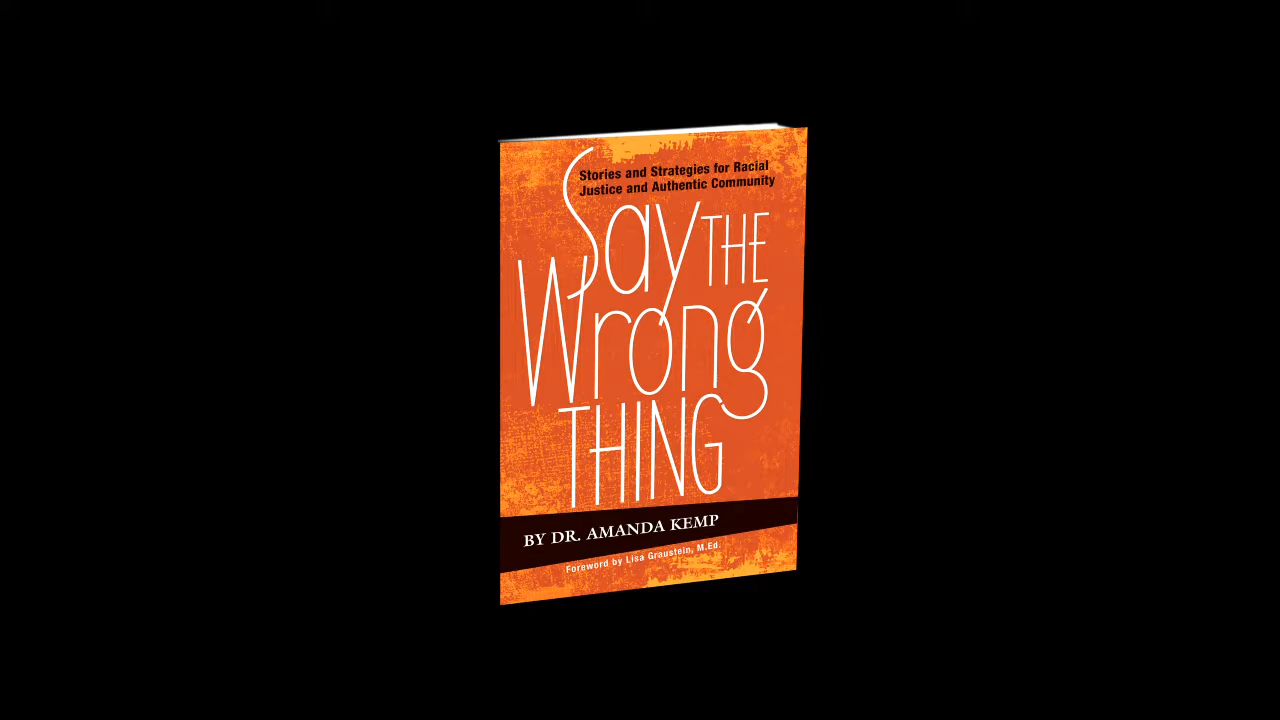 Stories and Strategies for Racial
Justice and Authentic Community
Say THE
Wrong
THING
BY DR. AMANDA KEMP
Foreword by Lisa Graustein, M.Ed.